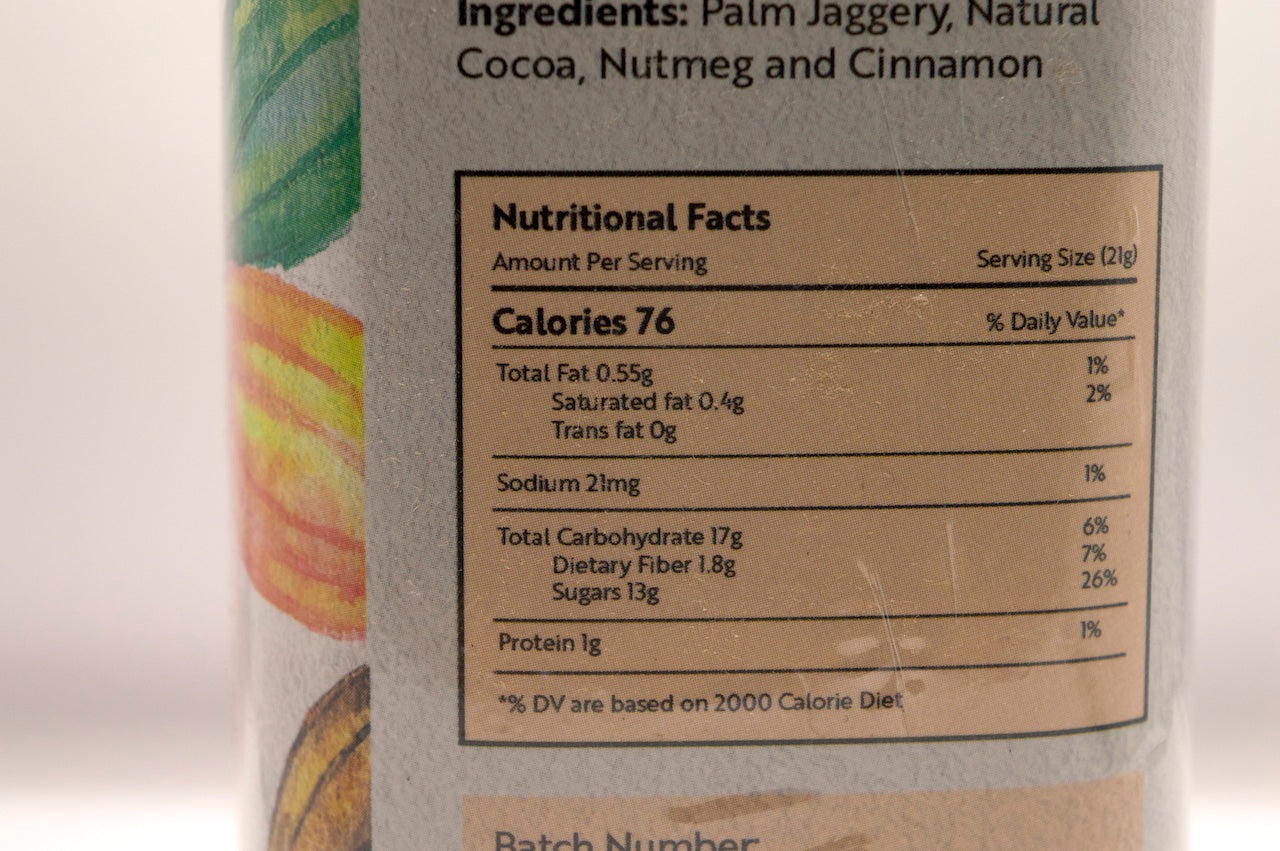 Ingredients: Palm Jaggery, Natural
Cocoa, Nutmeg and Cinnamon
Nutritional Facts
Amount Per Serving Serving Size (21g)
Calories 76 % Daily Value*
Total Fat 0.55g 1%
Saturated fat 0.4g 2%
Trans fat 0g
Sodium 21mg 1%
Total Carbohydrate 17g 6%
Dietary Fiber 1.8g 7%
Sugars 13g 26%
Protein 1g 1%
*% DV are based on 2000 Calorie Diet
Batch Number